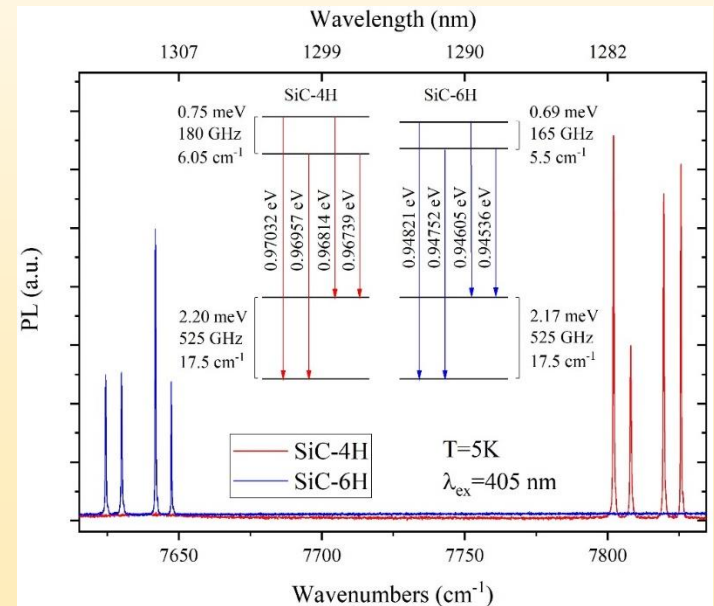 Wavelength (nm)
1307 1299 1290 1282
SiC-4H SiC-6H
0.75 meV
180 GHz
6.05 cm⁻¹
0.69 meV
165 GHz
5.5 cm⁻¹
0.97032 eV
0.96957 eV
0.96814 eV
0.96739 eV
0.94821 eV
0.94752 eV
0.94605 eV
0.94536 eV
2.20 meV
525 GHz
17.5 cm⁻¹
2.17 meV
525 GHz
17.5 cm⁻¹
PL (a.u.)
SiC-4H
SiC-6H
T=5K
λex=405 nm
7650 7700 7750 7800
Wavenumbers (cm⁻¹)